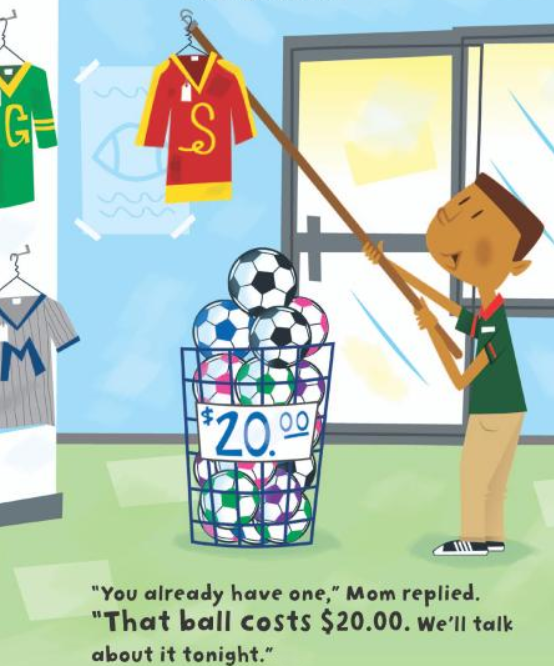 G
S
M
$20.00
"You already have one," Mom replied.
"That ball costs $20.00. We'll talk
about it tonight."